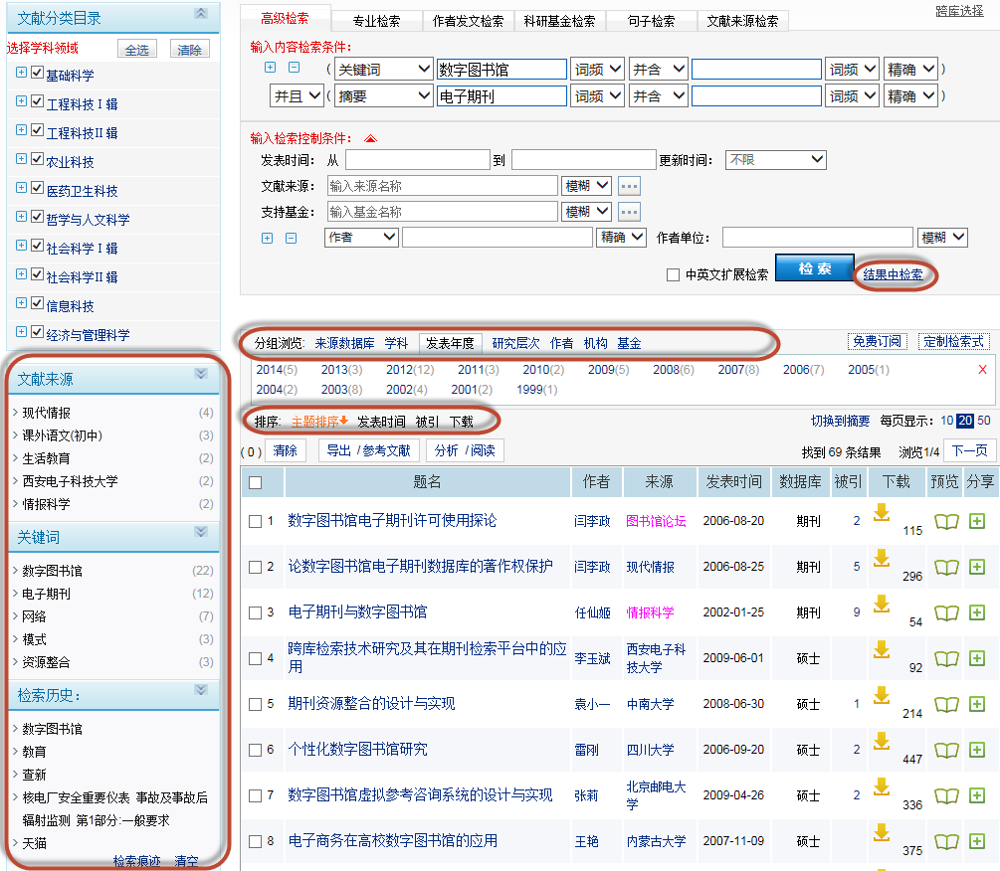 文献分类目录
选择学科领域 全选 清除
基础科学
工程科技Ⅰ辑
工程科技Ⅱ辑
农业科技
医药卫生科技
哲学与人文科学
社会科学Ⅰ辑
社会科学Ⅱ辑
信息科技
经济与管理科学
文献来源
现代情报 (4)
课外语文(初中) (3)
生活教育 (2)
西安电子科技大学 (2)
情报科学 (2)
关键词
数字图书馆 (22)
电子期刊 (12)
网络 (7)
模式 (3)
资源整合 (3)
检索历史：
数字图书馆
教育
查新
核电厂安全重要仪表 事故及事故后
辐射监测 第1部分:一般要求
天猫
检索痕迹 清空
高级检索 专业检索 作者发文检索 科研基金检索 句子检索 文献来源检索 跨库选择
输入内容检索条件：
( 关键词 数字图书馆 词频 并含 词频 精确 )
并且 ( 摘要 电子期刊 词频 并含 词频 精确 )
输入检索控制条件：
发表时间： 从 到 更新时间： 不限
文献来源： 输入来源名称 模糊 ...
支持基金： 输入基金名称 模糊 ...
作者 精确 作者单位： 模糊
中英文扩展检索 检索 结果中检索
分组浏览: 来源数据库 学科 发表年度 研究层次 作者 机构 基金 免费订阅 定制检索式
2014(5) 2013(3) 2012(12) 2011(3) 2010(2) 2009(5) 2008(6) 2007(8) 2006(7) 2005(1) X
2004(2) 2003(8) 2002(4) 2001(2) 1999(1)
排序: 主题排序 发表时间 被引 下载 切换到摘要 每页显示: 10 20 50
(0) 清除 导出 /参考文献 分析 /阅读 找到 69 条结果 浏览1/4 下一页
题名 作者 来源 发表时间 数据库 被引 下载 预览 分享
1 数字图书馆电子期刊许可使用探论 闫李政 图书馆论坛 2006-08-20 期刊 2 115
2 论数字图书馆电子期刊数据库的著作权保护 闫李政 现代情报 2006-08-25 期刊 5 296
3 电子期刊与数字图书馆 任仙姬 情报科学 2002-01-25 期刊 9 54
4 跨库检索技术研究及其在期刊检索平台中的应 李玉斌 西安电子科 2009-06-01 硕士 92
用 技大学
5 期刊资源整合的设计与实现 袁小一 中南大学 2008-06-30 硕士 1 214
6 个性化数字图书馆研究 雷刚 四川大学 2006-09-20 硕士 2 447
7 数字图书馆虚拟参考咨询系统的设计与实现 张莉 北京邮电大 2009-04-26 硕士 2 336
学
8 电子商务在高校数字图书馆的应用 王艳 内蒙古大学 2007-11-09 硕士 375